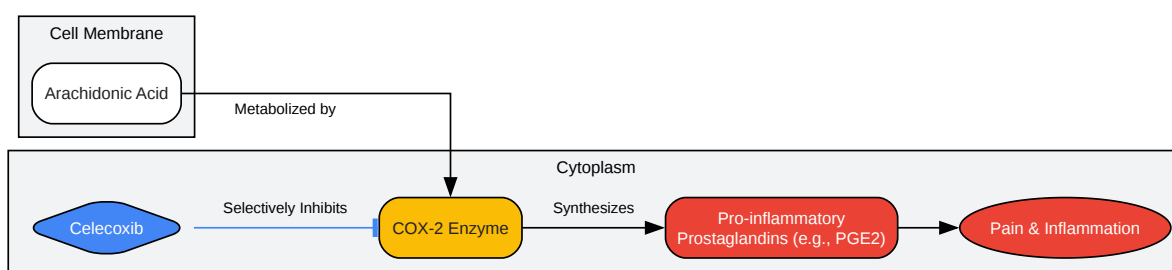 Cell Membrane
Arachidonic Acid
Metabolized by
Cytoplasm
Celecoxib
Selectively Inhibits
COX-2 Enzyme
Synthesizes
Pro-inflammatory
Prostaglandins (e.g., PGE2)
Pain & Inflammation